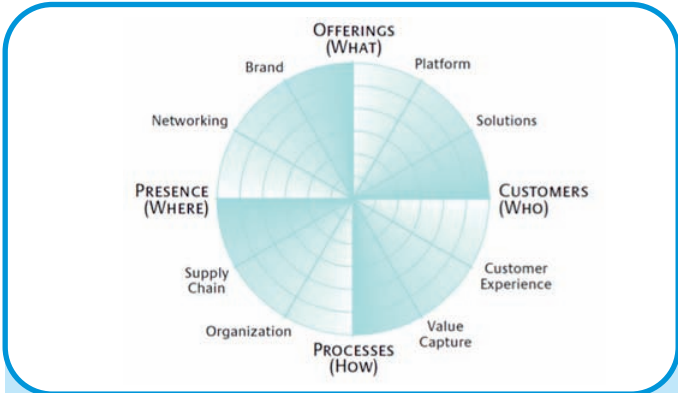 OFFERINGS
(WHAT)
Brand
Platform
Networking
Solutions
PRESENCE
(WHERE)
CUSTOMERS
(WHO)
Supply
Chain
Customer
Experience
Organization
Value
Capture
PROCESSES
(HOW)